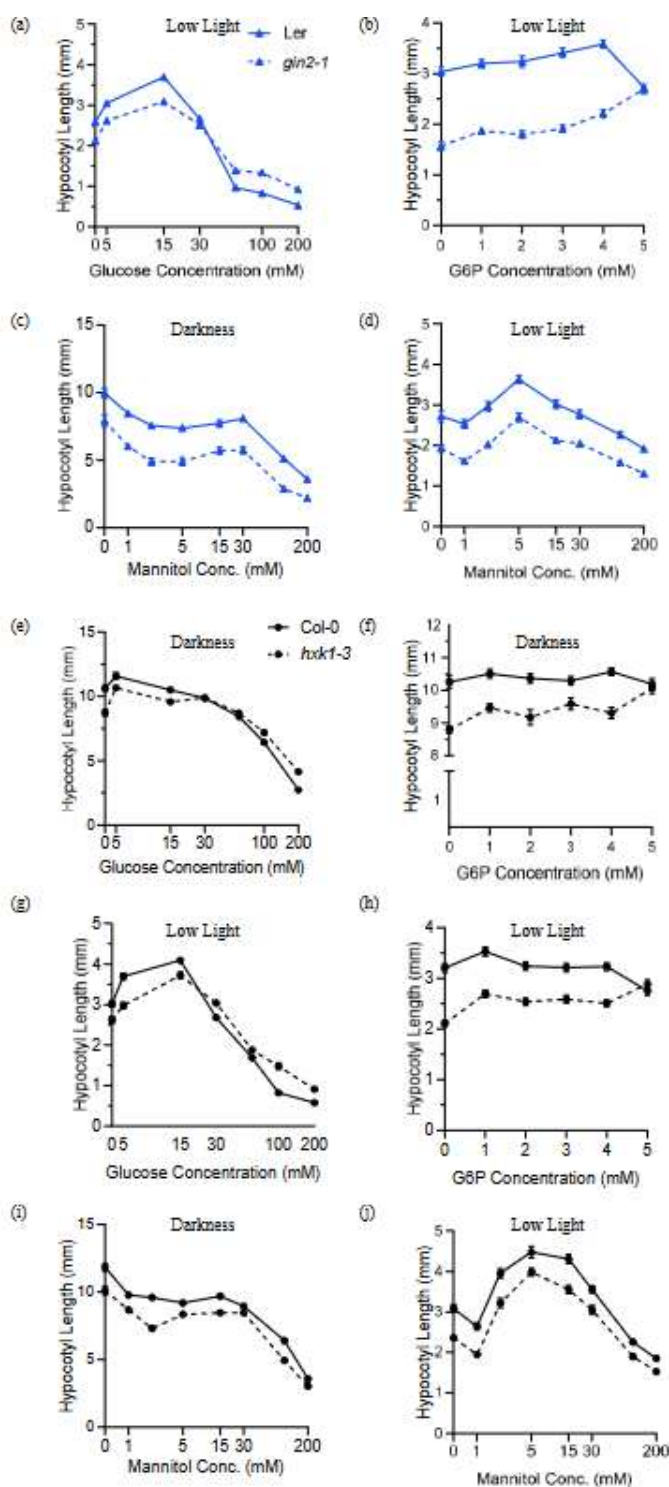 (a) Low Light
Ler
gin2-1
Hypocotyl Length (mm)
5
4
3
2
1
0
0 5 15 30 100 200
Glucose Concentration (mM)
(b) Low Light
Hypocotyl Length (mm)
4
3
2
1
0
0 1 2 3 4 5
G6P Concentration (mM)
(c) Darkness
Hypocotyl Length (mm)
15
10
5
0
0 1 5 15 30 200
Mannitol Conc. (mM)
(d) Low Light
Hypocotyl Length (mm)
5
4
3
2
1
0 1 5 15 30 200
Mannitol Conc. (mM)
(e) Darkness
Col-0
hxk1-3
Hypocotyl Length (mm)
15
10
5
0
0 5 15 30 100 200
Glucose Concentration (mM)
(f) Darkness
Hypocotyl Length (mm)
12
11
10
9
8
1
0 1 2 3 4 5
G6P Concentration (mM)
(g) Low Light
Hypocotyl Length (mm)
5
4
3
2
1
0
0 5 15 30 100 200
Glucose Concentration (mM)
(h) Low Light
Hypocotyl Length (mm)
4
3
2
1
0
0 1 2 3 4 5
G6P Concentration (mM)
(i) Darkness
Hypocotyl Length (mm)
15
10
5
0
0 1 5 15 30 200
Mannitol Conc. (mM)
(j) Low Light
Hypocotyl Length (mm)
5
4
3
2
1
0 1 5 15 30 200
Mannitol Conc. (mM)